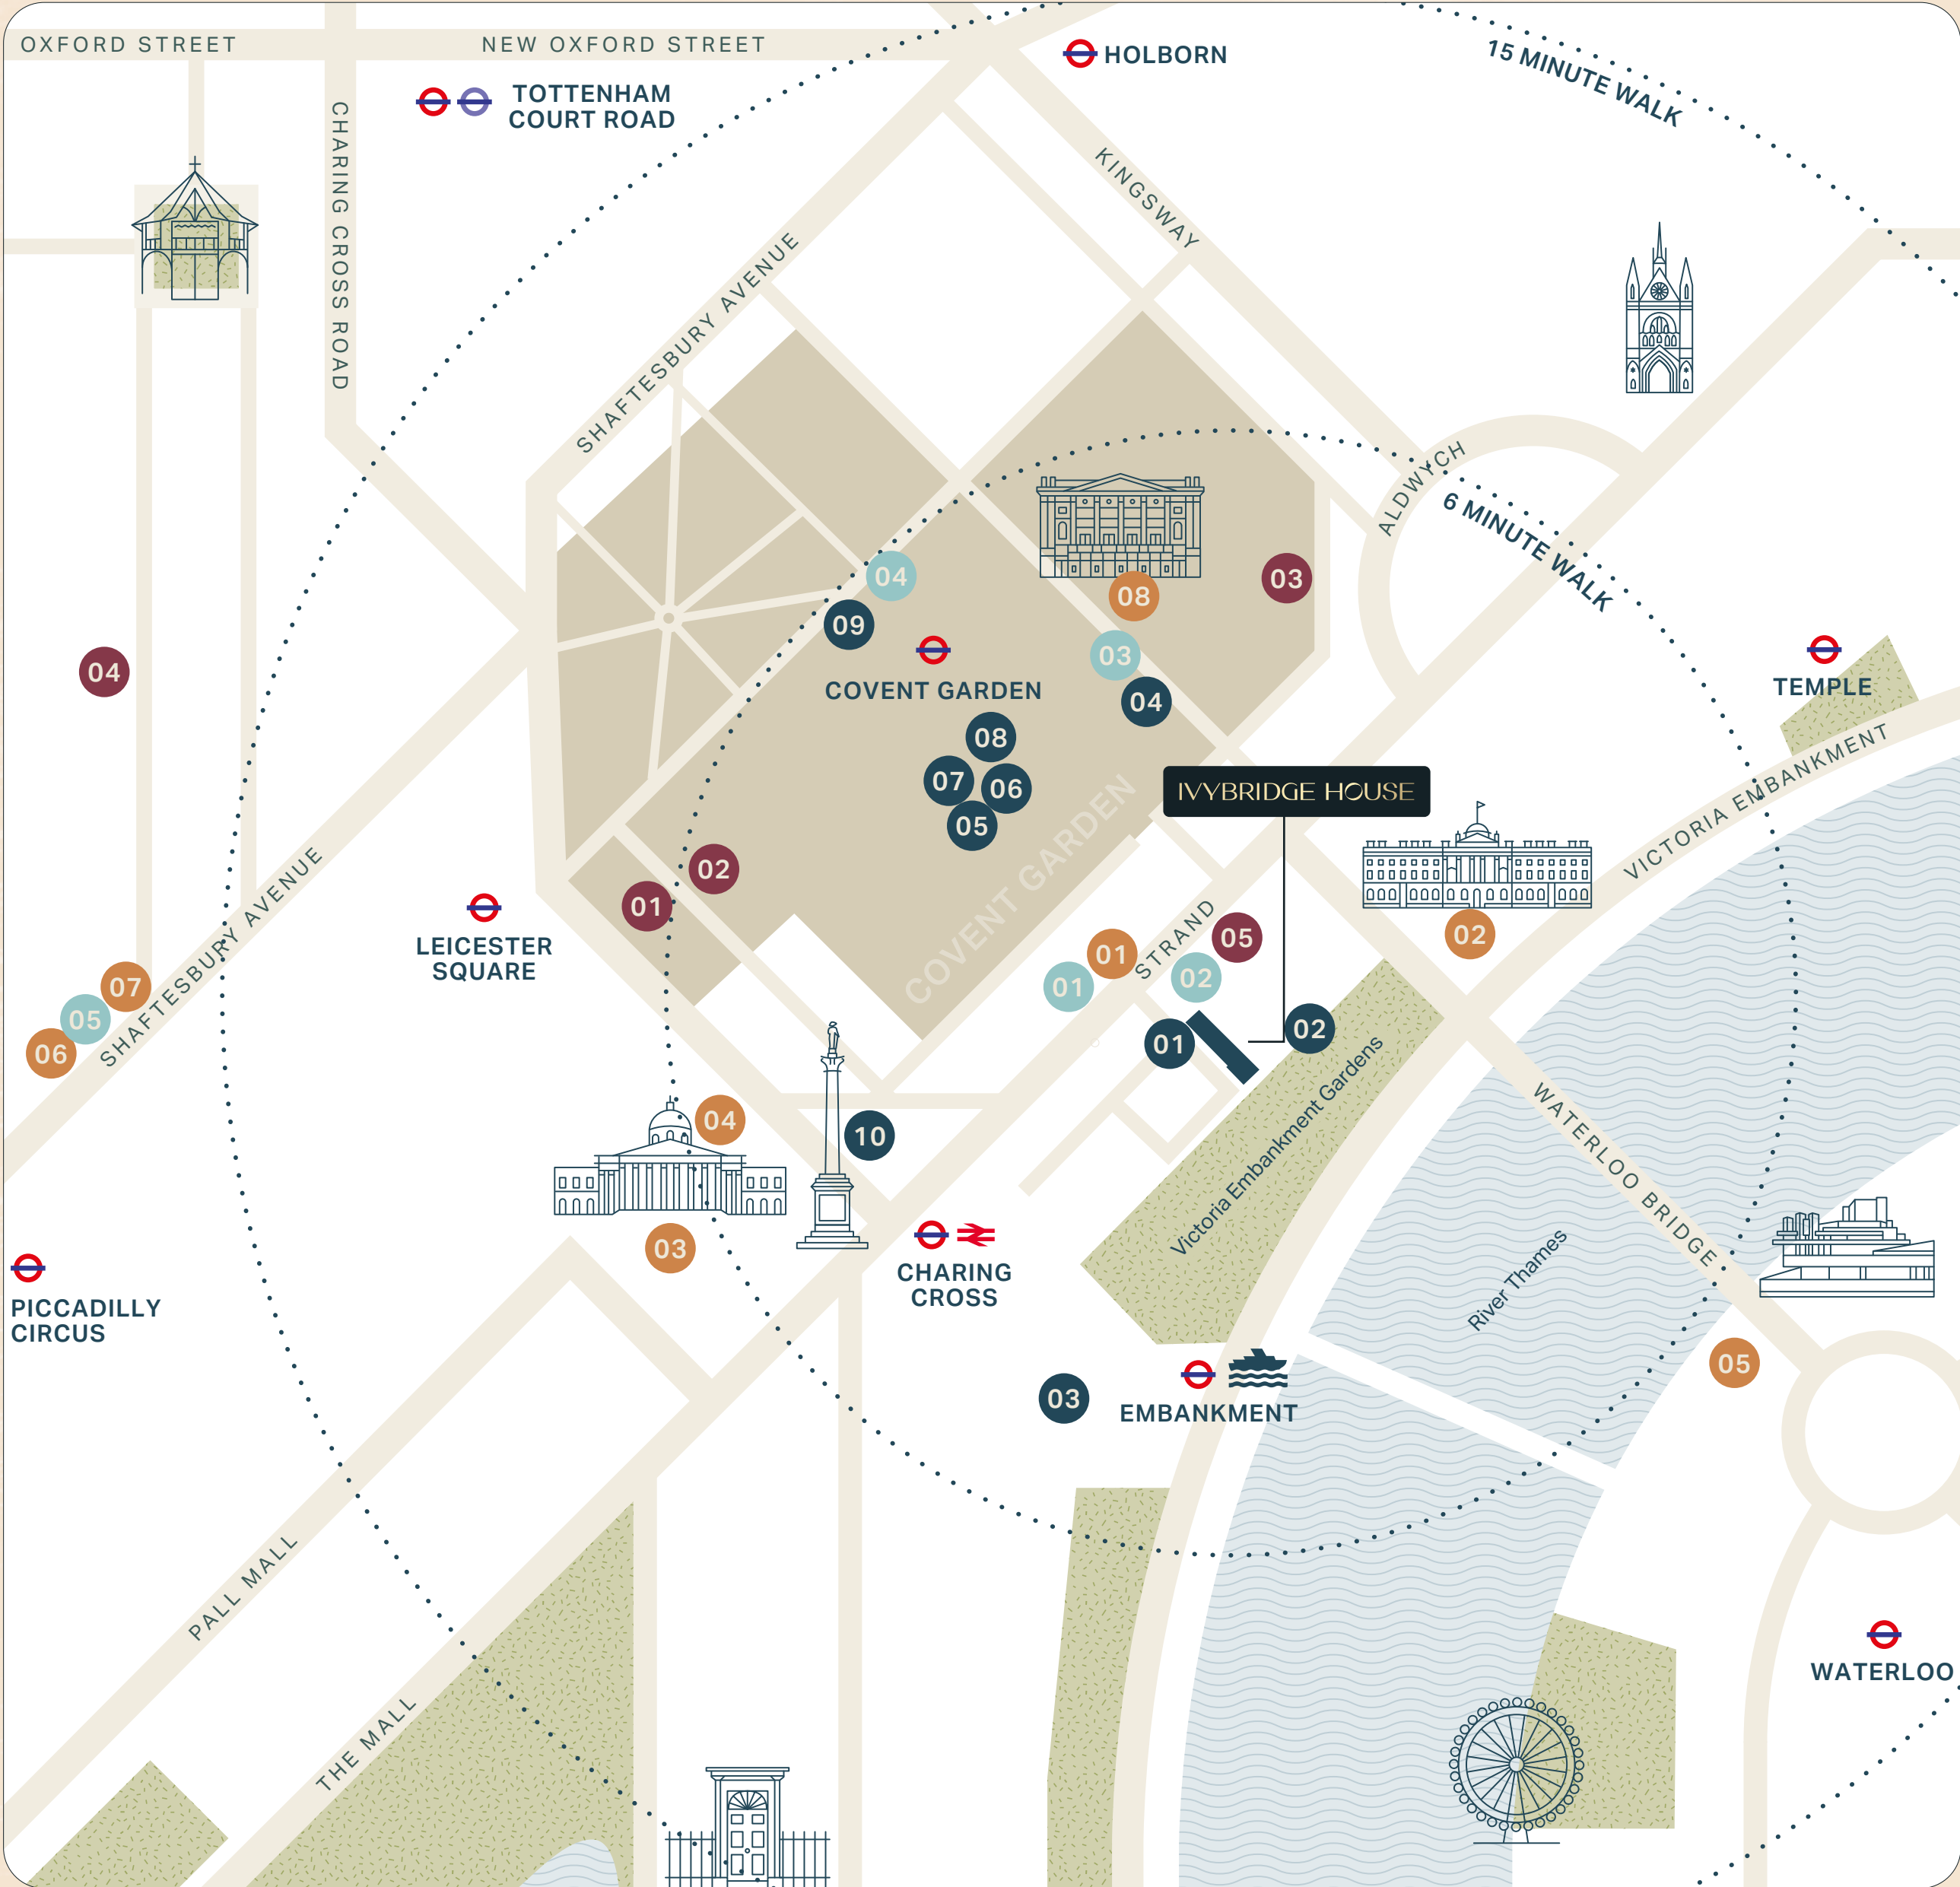 OXFORD STREET
NEW OXFORD STREET
HOLBORN
15 MINUTE WALK
TOTTENHAM
COURT ROAD
CHARING CROSS ROAD
KINGSWAY
SHAFTESBURY AVENUE
ALDWYCH
6 MINUTE WALK
04
03
08
09
03
COVENT GARDEN
04
TEMPLE
04
08
07
06
05
IVYBRIDGE HOUSE
VICTORIA EMBANKMENT
COVENT GARDEN
02
01
SHAFTESBURY AVENUE
LEICESTER
SQUARE
STRAND
05
01
02
01
02
07
05
06
01
02
Victoria Embankment Gardens
04
10
03
WATERLOO BRIDGE
River Thames
CHARING
CROSS
PICCADILLY
CIRCUS
05
03
EMBANKMENT
PALL MALL
WATERLOO
THE MALL